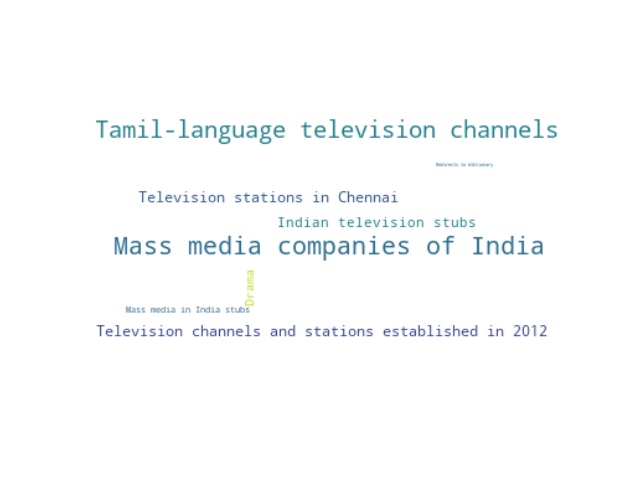 Tamil-language television channels
Redirects to Wiktionary
Television stations in Chennai
Indian television stubs
Mass media companies of India
Drama
Mass media in India stubs
Television channels and stations established in 2012